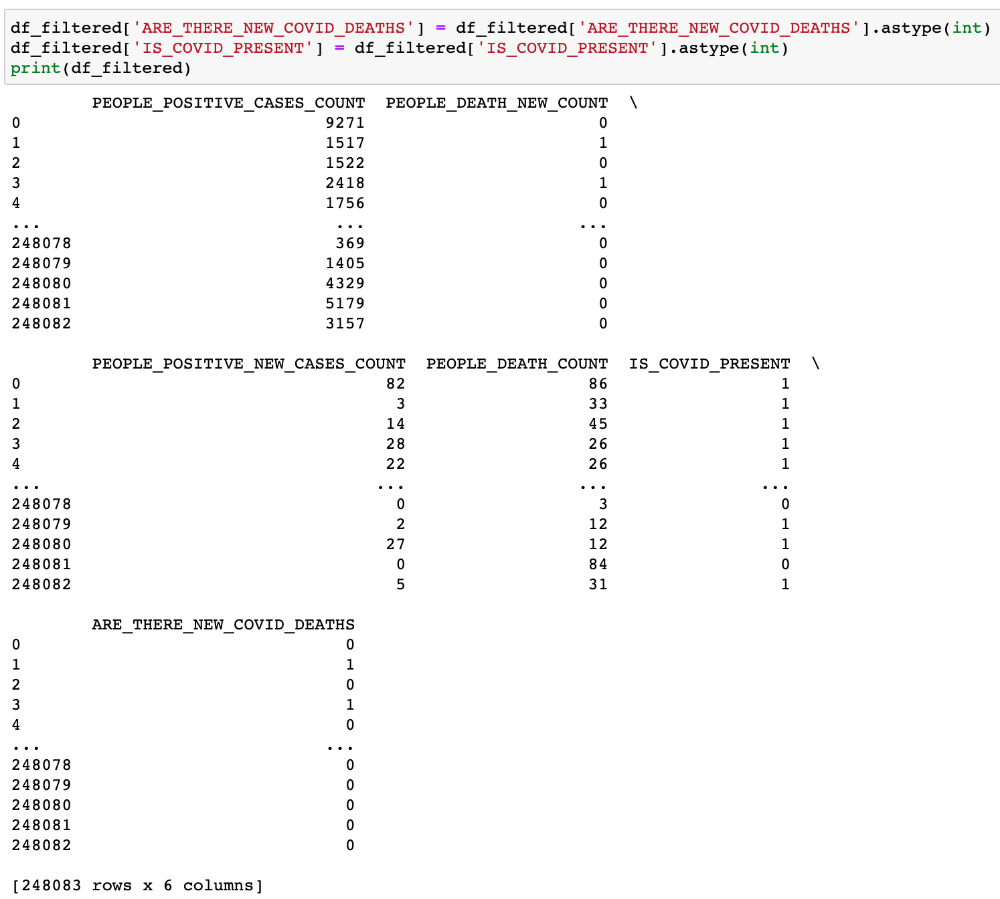 df_filtered['ARE_THERE_NEW_COVID_DEATHS'] = df_filtered['ARE_THERE_NEW_COVID_DEATHS'].astype(int)
df_filtered['IS_COVID_PRESENT'] = df_filtered['IS_COVID_PRESENT'].astype(int)
print(df_filtered)
PEOPLE_POSITIVE_CASES_COUNT PEOPLE_DEATH_NEW_COUNT \
0 9271 0
1 1517 1
2 1522 0
3 2418 1
4 1756 0
... ... ...
248078 369 0
248079 1405 0
248080 4329 0
248081 5179 0
248082 3157 0
PEOPLE_POSITIVE_NEW_CASES_COUNT PEOPLE_DEATH_COUNT IS_COVID_PRESENT \
0 82 86 1
1 3 33 1
2 14 45 1
3 28 26 1
4 22 26 1
... ... ... ...
248078 0 3 0
248079 2 12 1
248080 27 12 1
248081 0 84 0
248082 5 31 1
ARE_THERE_NEW_COVID_DEATHS
0 0
1 1
2 0
3 1
4 0
... ...
248078 0
248079 0
248080 0
248081 0
248082 0
[248083 rows x 6 columns]